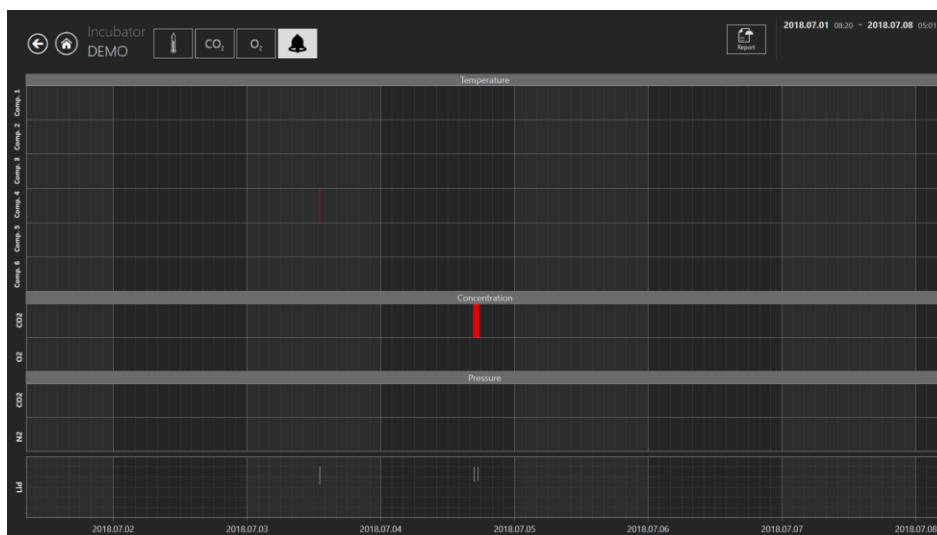 Incubator
DEMO
CO₂
O₂
Report
2018.07.01 08:20 ~ 2018.07.08 05:01
Temperature
Comp. 1
Comp. 2
Comp. 3
Comp. 4
Comp. 5
Comp. 6
Concentration
CO2
O2
Pressure
CO2
N2
Lid
2018.07.02 2018.07.03 2018.07.04 2018.07.05 2018.07.06 2018.07.07 2018.07.08